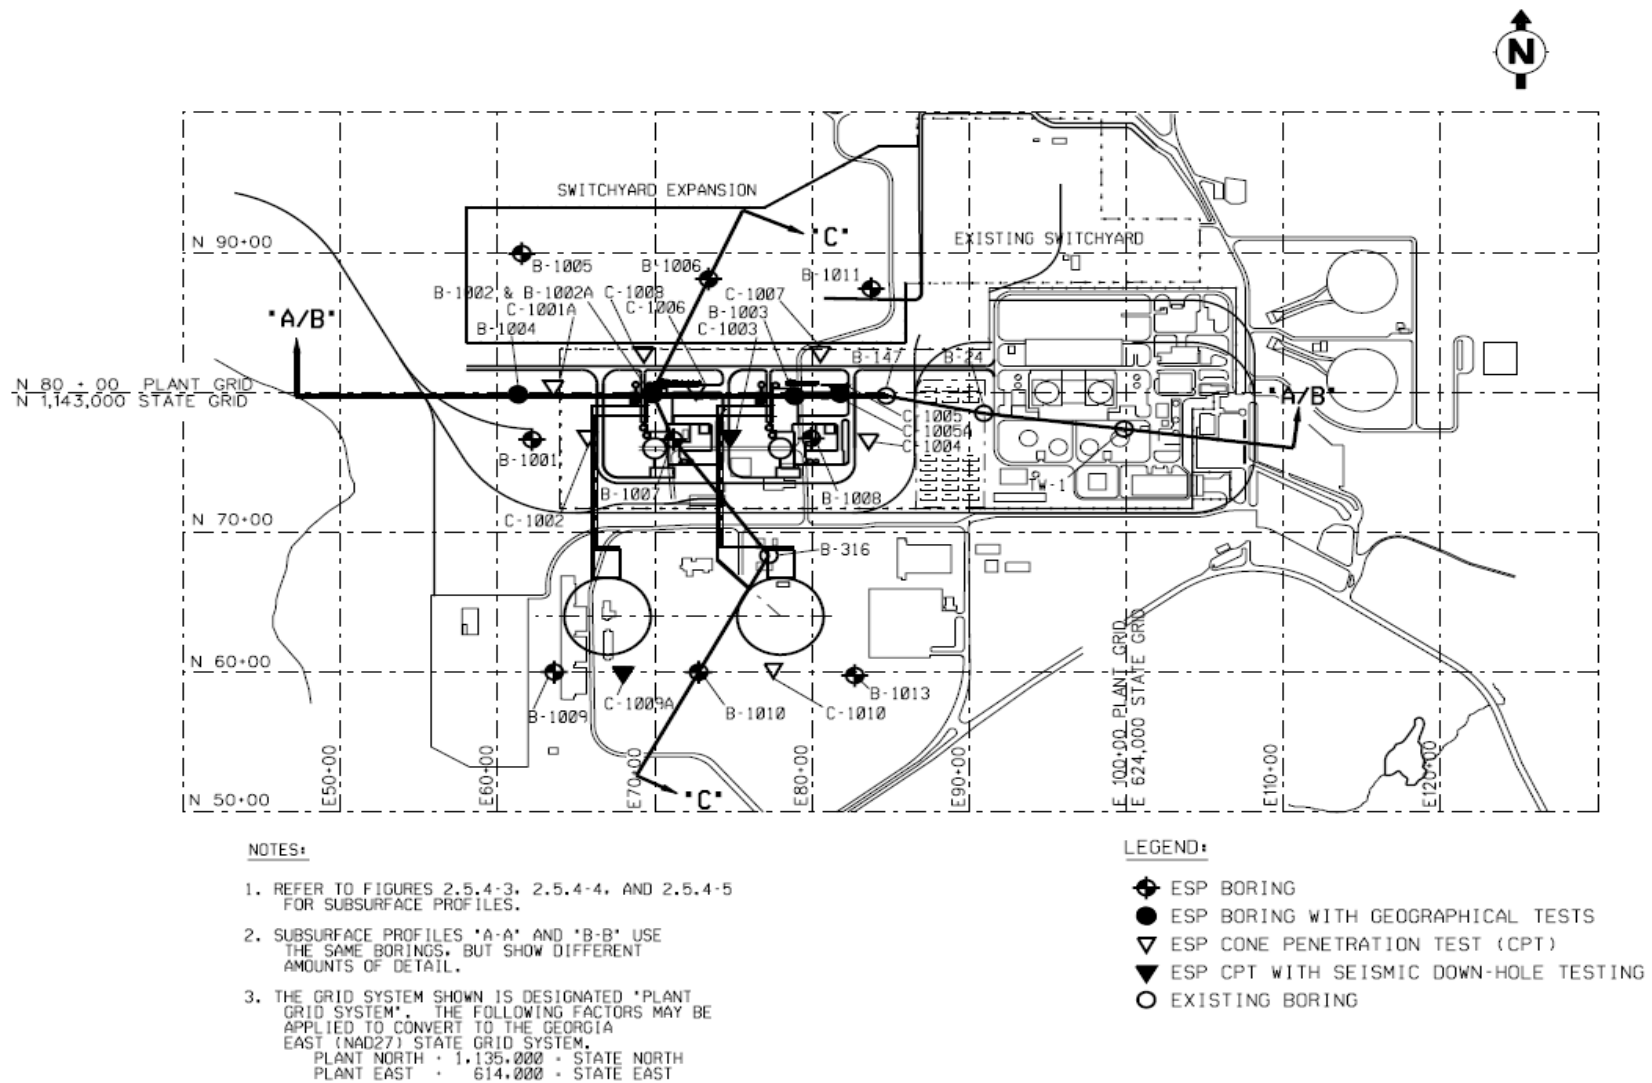 N
SWITCHYARD EXPANSION
"C"
N 90+00
EXISTING SWITCHYARD
B-1005
B-1006
B-1011
B-1002 & B-1002A
C-1008
C-1007
C-1001A
C-1006
B-1003
"A/B"
B-1004
C-1003
B-147
B-24
N 80 + 00 PLANT GRID
N 1,143,000 STATE GRID
"A/B"
C-1005
C-1005A
C-1004
B-1001
W-1
B-1007
B-1008
C-1002
N 70+00
B-316
N 60+00
C-1009A
B-1013
B-1009
B-1010
C-1010
"C"
N 50+00
E50+00
E60+00
E70+00
E80+00
E90+00
E 100+00 PLANT GRID
E 624,000 STATE GRID
E110+00
E120+00
NOTES:
1. REFER TO FIGURES 2.5.4-3, 2.5.4-4, AND 2.5.4-5
FOR SUBSURFACE PROFILES.
2. SUBSURFACE PROFILES "A-A" AND "B-B" USE
THE SAME BORINGS, BUT SHOW DIFFERENT
AMOUNTS OF DETAIL.
3. THE GRID SYSTEM SHOWN IS DESIGNATED "PLANT
GRID SYSTEM". THE FOLLOWING FACTORS MAY BE
APPLIED TO CONVERT TO THE GEORGIA
EAST (NAD27) STATE GRID SYSTEM.
PLANT NORTH + 1,135,000 = STATE NORTH
PLANT EAST + 614,000 = STATE EAST
LEGEND:
ESP BORING
ESP BORING WITH GEOGRAPHICAL TESTS
ESP CONE PENETRATION TEST (CPT)
ESP CPT WITH SEISMIC DOWN-HOLE TESTING
EXISTING BORING